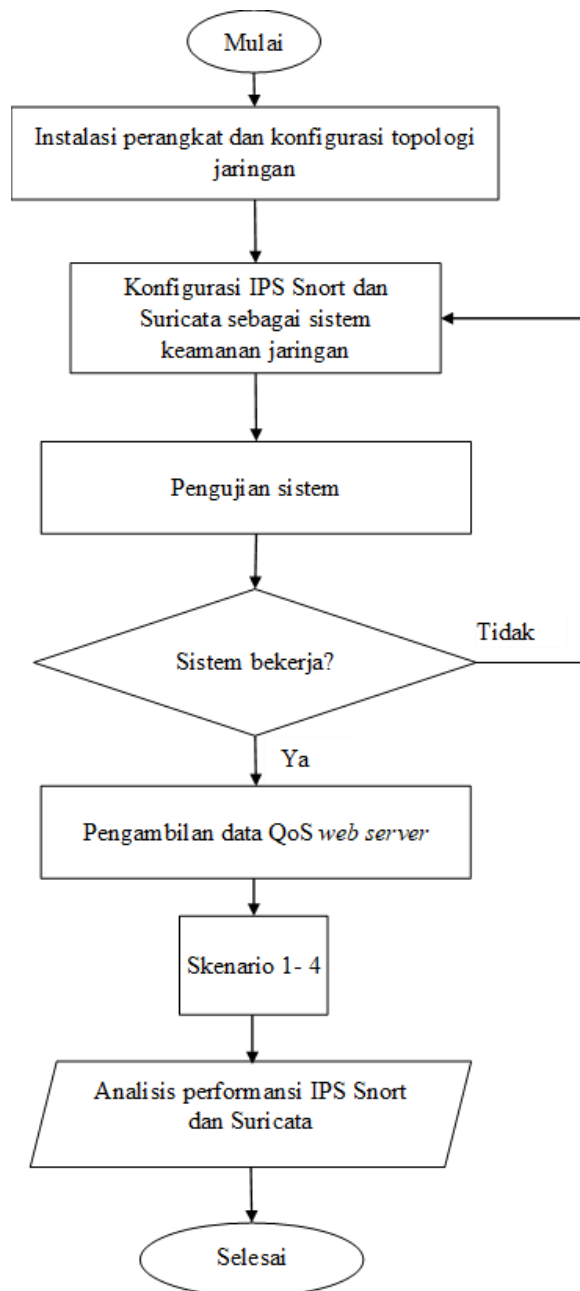 Mulai
Instalasi perangkat dan konfigurasi topologi
jaringan
Konfigurasi IPS Snort dan
Suricata sebagai sistem
keamanan jaringan
Pengujian sistem
Sistem bekerja?
Tidak
Ya
Pengambilan data QoS web server
Skenario 1- 4
Analisis performansi IPS Snort
dan Suricata
Selesai